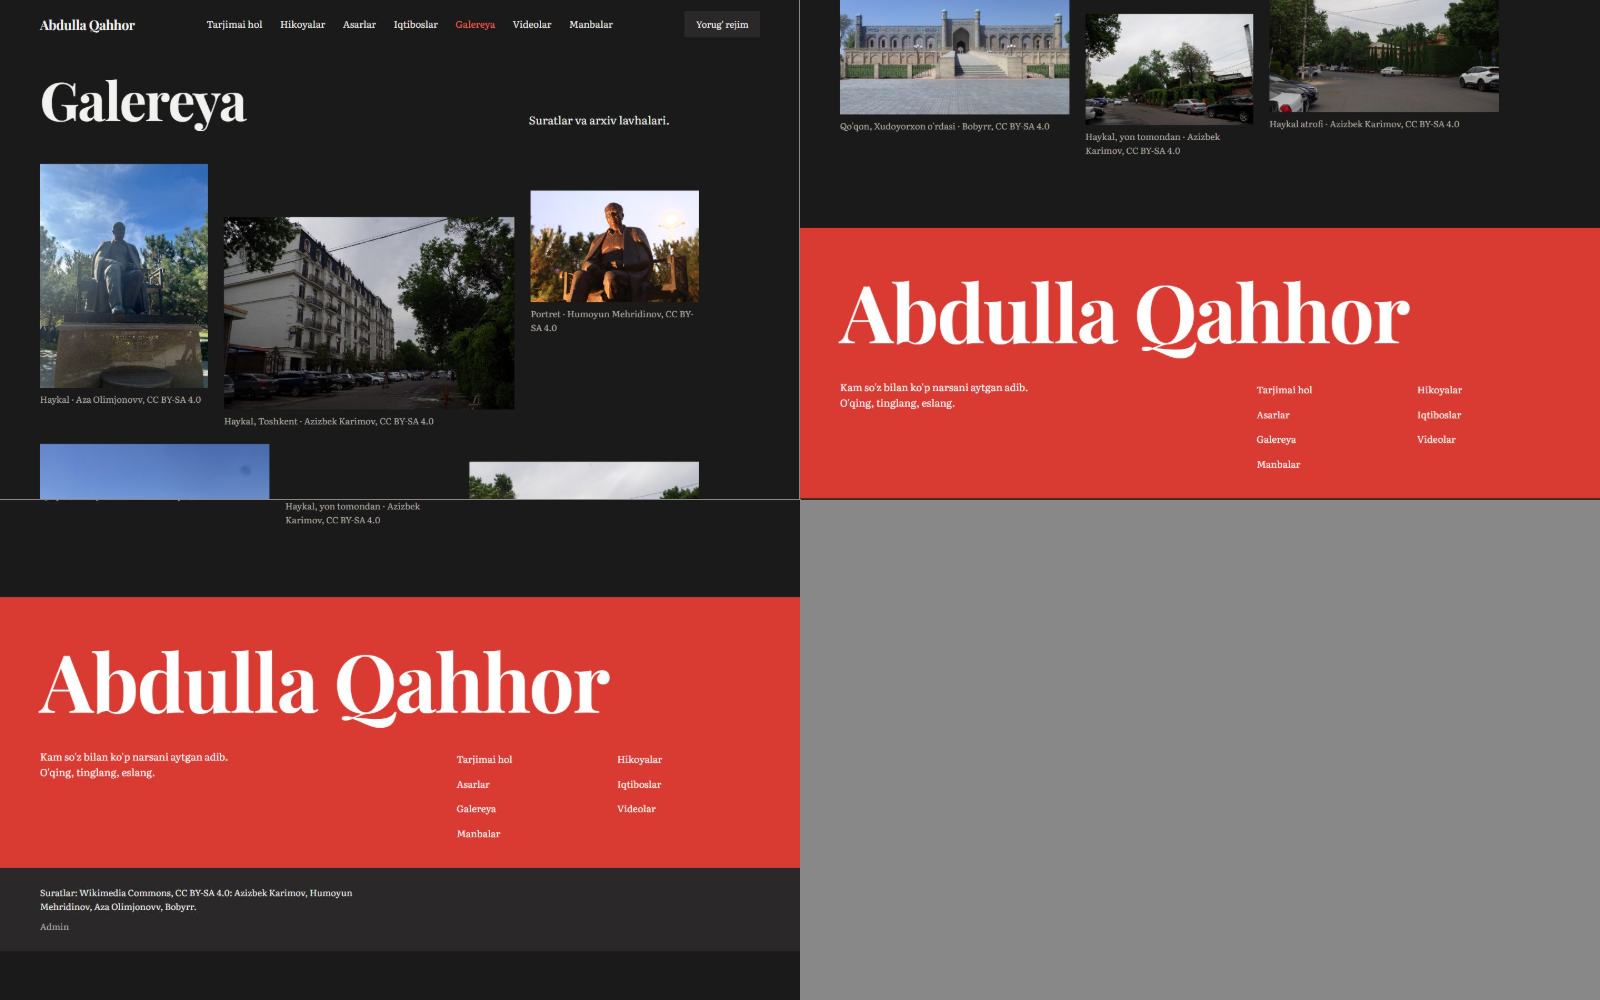 Abdulla Qahhor
Tarjimai hol
Hikoyalar
Asarlar
Iqtiboslar
Galereya
Videolar
Manbalar
Yorug' rejim
Galereya
Suratlar va arxiv lavhalari.
Portret · Humoyun Mehridinov, CC BY-
SA 4.0
Haykal · Aza Olimjonovv, CC BY-SA 4.0
Haykal, Toshkent · Azizbek Karimov, CC BY-SA 4.0
Qo'qon, Xudoyorxon o'rdasi · Bobyrr, CC BY-SA 4.0
Haykal, yon tomondan · Azizbek
Karimov, CC BY-SA 4.0
Haykal atrofi · Azizbek Karimov, CC BY-SA 4.0
Abdulla Qahhor
Kam so'z bilan ko'p narsani aytgan adib.
O'qing, tinglang, eslang.
Tarjimai hol
Hikoyalar
Asarlar
Iqtiboslar
Galereya
Videolar
Manbalar
Haykal, yon tomondan · Azizbek
Karimov, CC BY-SA 4.0
Abdulla Qahhor
Kam so'z bilan ko'p narsani aytgan adib.
O'qing, tinglang, eslang.
Tarjimai hol
Hikoyalar
Asarlar
Iqtiboslar
Galereya
Videolar
Manbalar
Suratlar: Wikimedia Commons, CC BY-SA 4.0: Azizbek Karimov, Humoyun
Mehridinov, Aza Olimjonovv, Bobyrr.
Admin